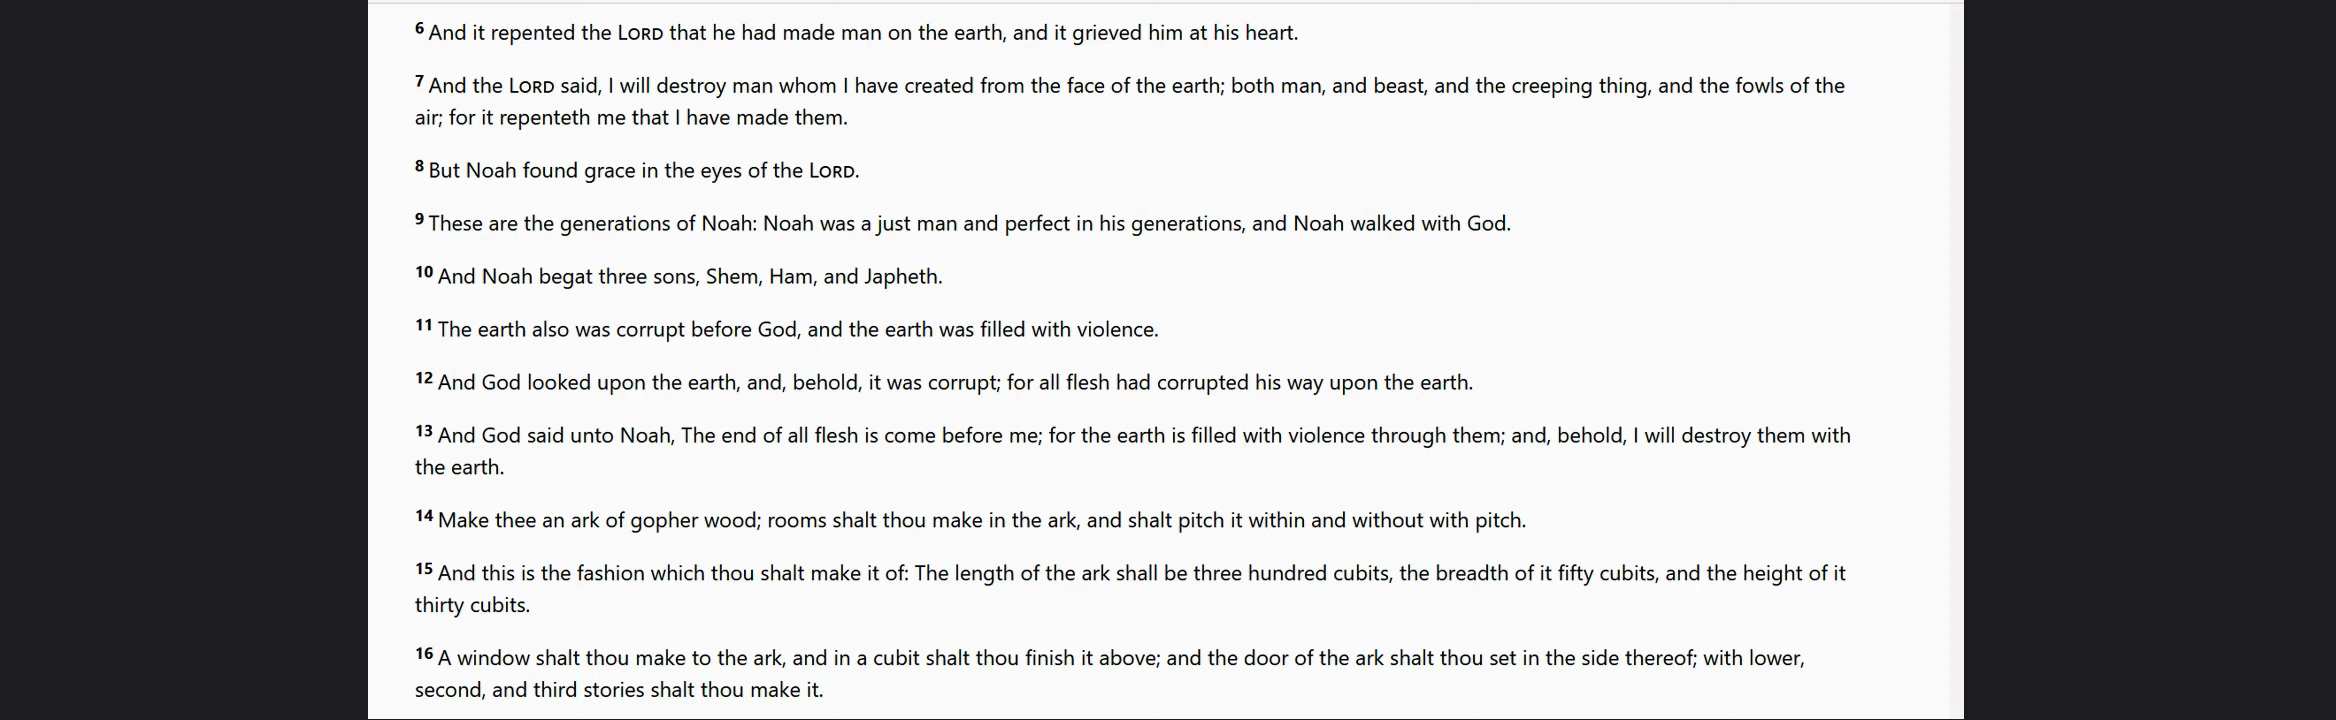 6 And it repented the LORD that he had made man on the earth, and it grieved him at his heart.
7 And the LORD said, I will destroy man whom I have created from the face of the earth; both man, and beast, and the creeping thing, and the fowls of the
air; for it repenteth me that I have made them.
8 But Noah found grace in the eyes of the LORD.
9 These are the generations of Noah: Noah was a just man and perfect in his generations, and Noah walked with God.
10 And Noah begat three sons, Shem, Ham, and Japheth.
11 The earth also was corrupt before God, and the earth was filled with violence.
12 And God looked upon the earth, and, behold, it was corrupt; for all flesh had corrupted his way upon the earth.
13 And God said unto Noah, The end of all flesh is come before me; for the earth is filled with violence through them; and, behold, I will destroy them with
the earth.
14 Make thee an ark of gopher wood; rooms shalt thou make in the ark, and shalt pitch it within and without with pitch.
15 And this is the fashion which thou shalt make it of: The length of the ark shall be three hundred cubits, the breadth of it fifty cubits, and the height of it
thirty cubits.
16 A window shalt thou make to the ark, and in a cubit shalt thou finish it above; and the door of the ark shalt thou set in the side thereof; with lower,
second, and third stories shalt thou make it.